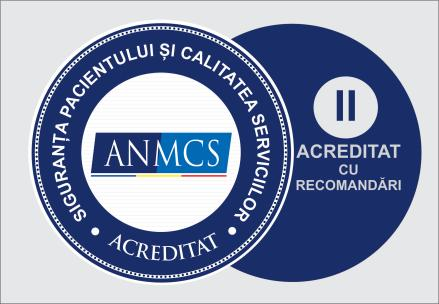 SIGURANȚA PACIENTULUI ȘI CALITATEA SERVICIILOR
ANMCS
• ACREDITAT •
II
ACREDITAT
CU
RECOMANDĂRI